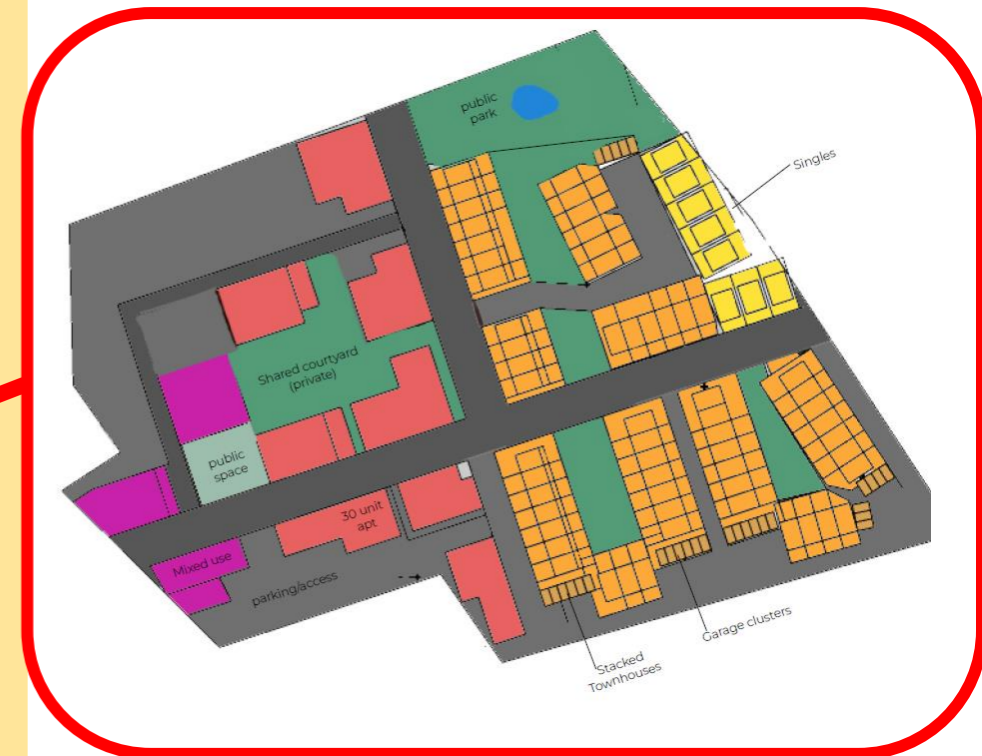 public
park
Singles
Shared courtyard
(private)
public
space
30 unit
apt
Mixed use
parking/access
Garage clusters
Stacked
Townhouses